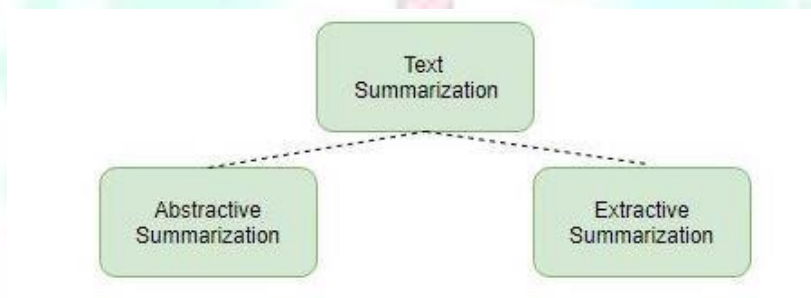 Text
Summarization
Abstractive
Summarization
Extractive
Summarization